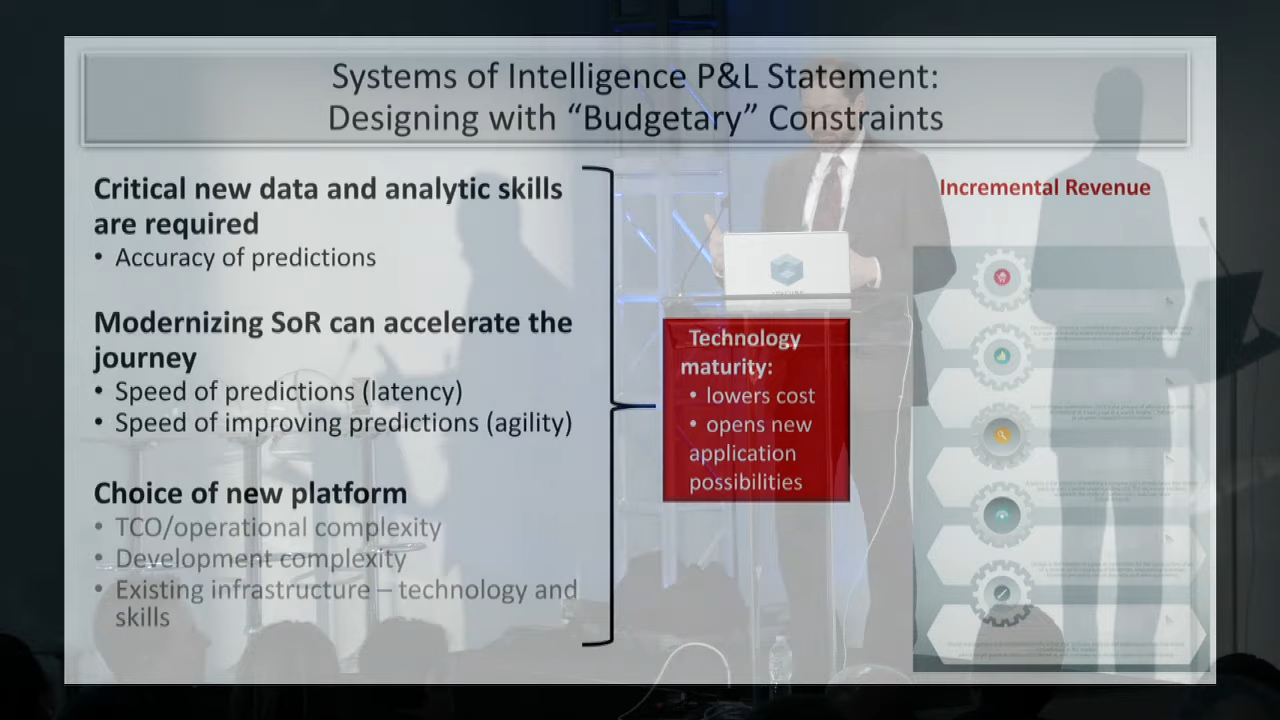 Systems of Intelligence P&L Statement:
Designing with “Budgetary” Constraints
Critical new data and analytic skills
are required
• Accuracy of predictions
Modernizing SoR can accelerate the
journey
• Speed of predictions (latency)
• Speed of improving predictions (agility)
Choice of new platform
• TCO/operational complexity
• Development complexity
• Existing infrastructure – technology and
skills
Technology
maturity:
• lowers cost
• opens new
application
possibilities
Incremental Revenue